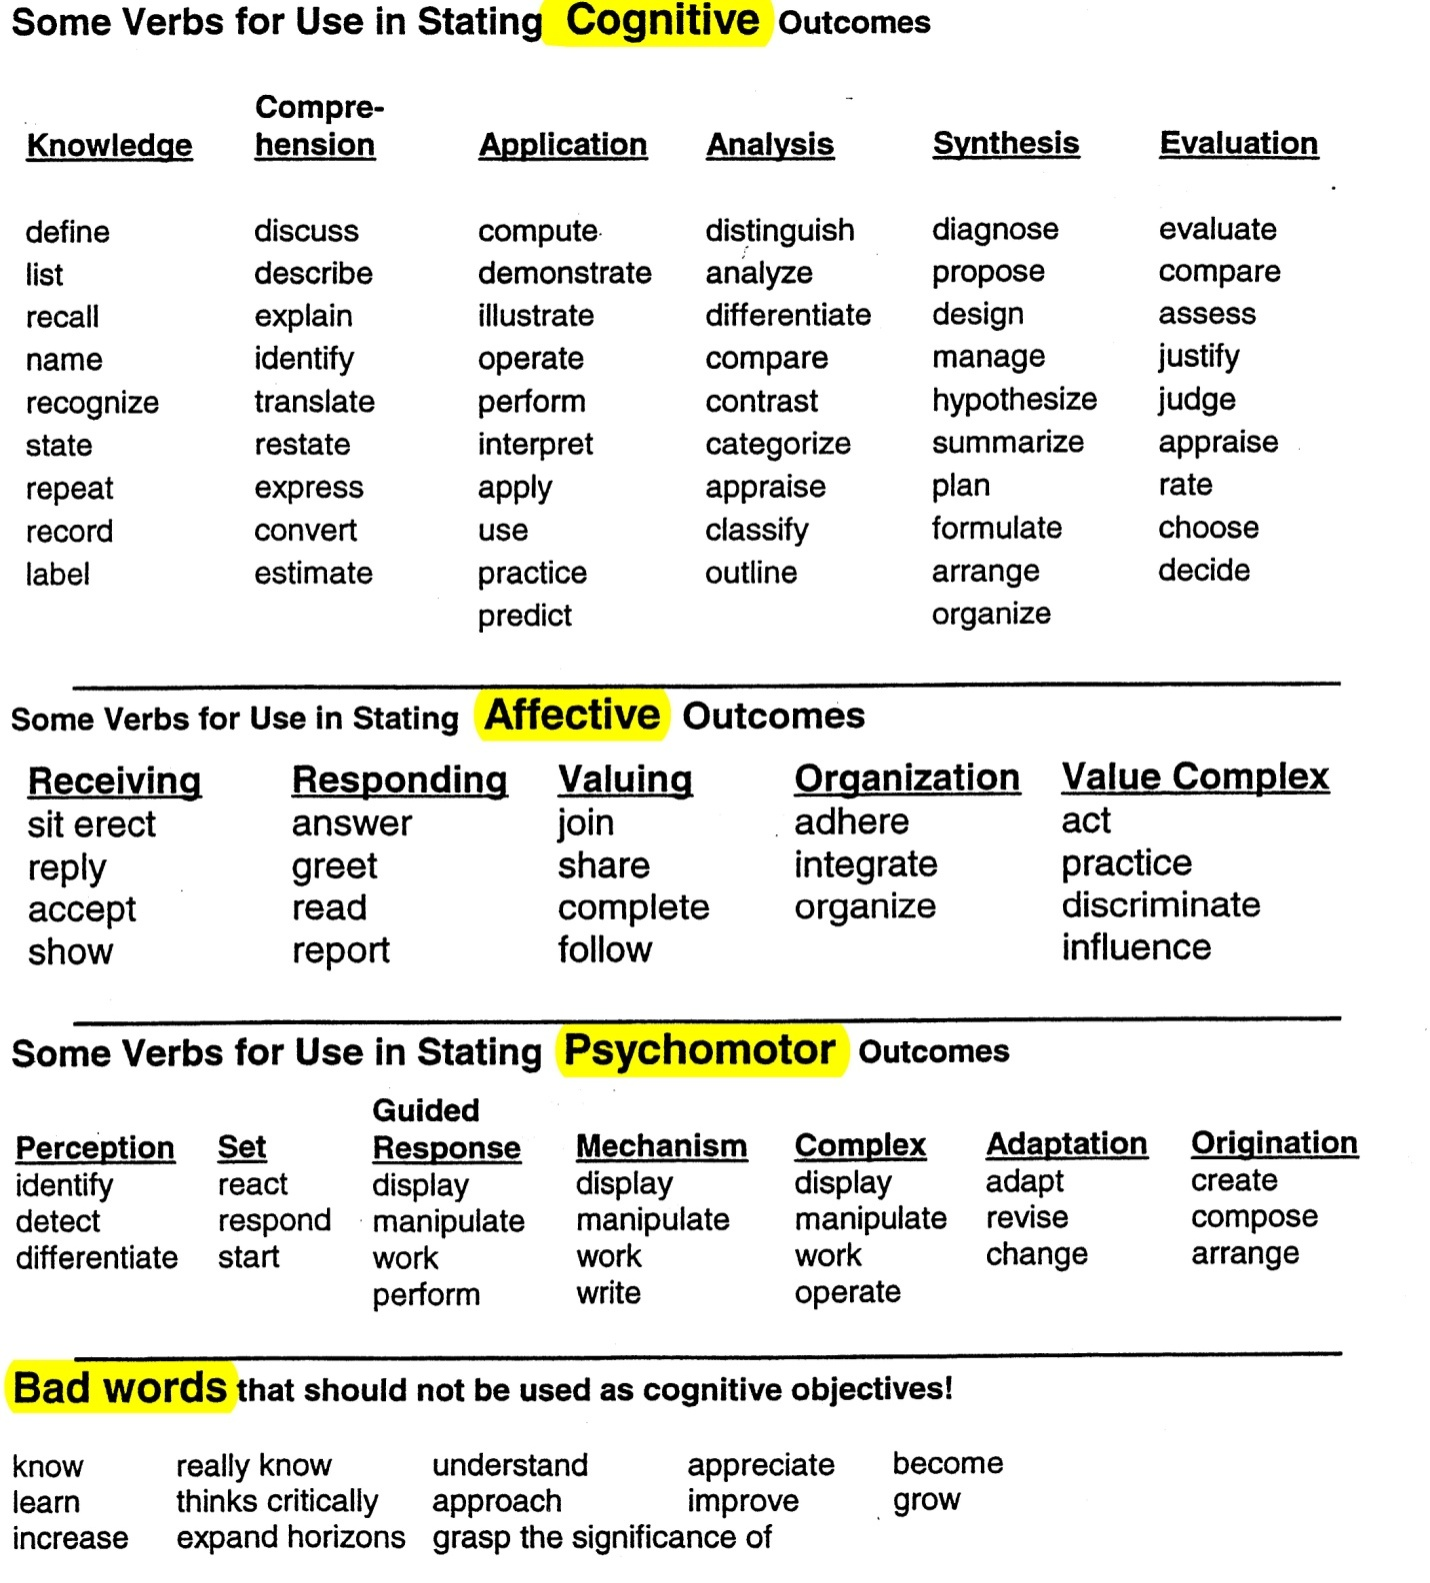 Some Verbs for Use in Stating Cognitive Outcomes
Compre-
Knowledge hension Application Analysis Synthesis Evaluation
define discuss compute distinguish diagnose evaluate
list describe demonstrate analyze propose compare
recall explain illustrate differentiate design assess
name identify operate compare manage justify
recognize translate perform contrast hypothesize judge
state restate interpret categorize summarize appraise
repeat express apply appraise plan rate
record convert use classify formulate choose
label estimate practice outline arrange decide
predict organize
Some Verbs for Use in Stating Affective Outcomes
Receiving Responding Valuing Organization Value Complex
sit erect answer join adhere act
reply greet share integrate practice
accept read complete organize discriminate
show report follow influence
Some Verbs for Use in Stating Psychomotor Outcomes
Guided
Perception Set Response Mechanism Complex Adaptation Origination
identify react display display display adapt create
detect respond manipulate manipulate manipulate revise compose
differentiate start work work work change arrange
perform write operate
Bad words that should not be used as cognitive objectives!
know really know understand appreciate become
learn thinks critically approach improve grow
increase expand horizons grasp the significance of